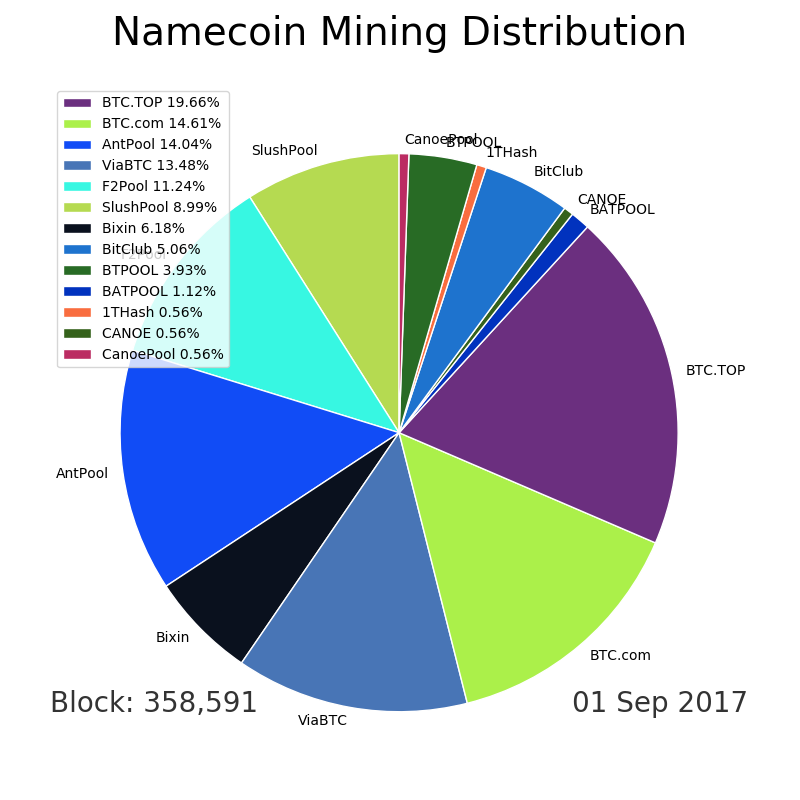 Namecoin Mining Distribution
BTC.TOP 19.66%
BTC.com 14.61%
AntPool 14.04%
ViaBTC 13.48%
F2Pool 11.24%
SlushPool 8.99%
Bixin 6.18%
BitClub 5.06%
BTPOOL 3.93%
BATPOOL 1.12%
1THash 0.56%
CANOE 0.56%
CanoePool 0.56%
CanoePool
BTPOOL
1THash
SlushPool
BitClub
CANOE
BATPOOL
F2Pool
BTC.TOP
AntPool
Bixin
BTC.com
ViaBTC
Block: 358,591
01 Sep 2017